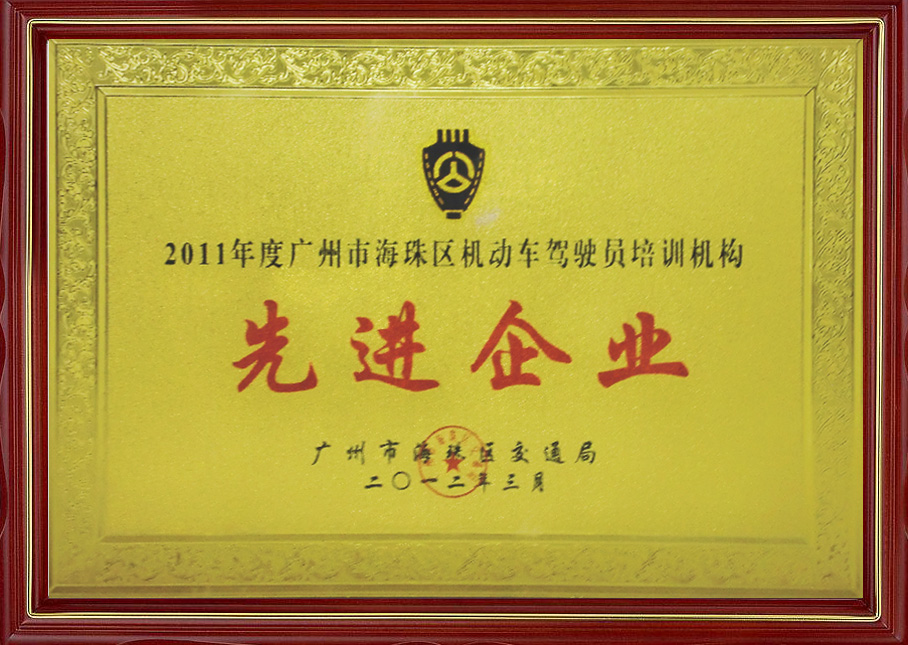 2011年度广州市海珠区机动车驾驶员培训机构
先进企业
广州市海珠区交通局
二〇一二年三月